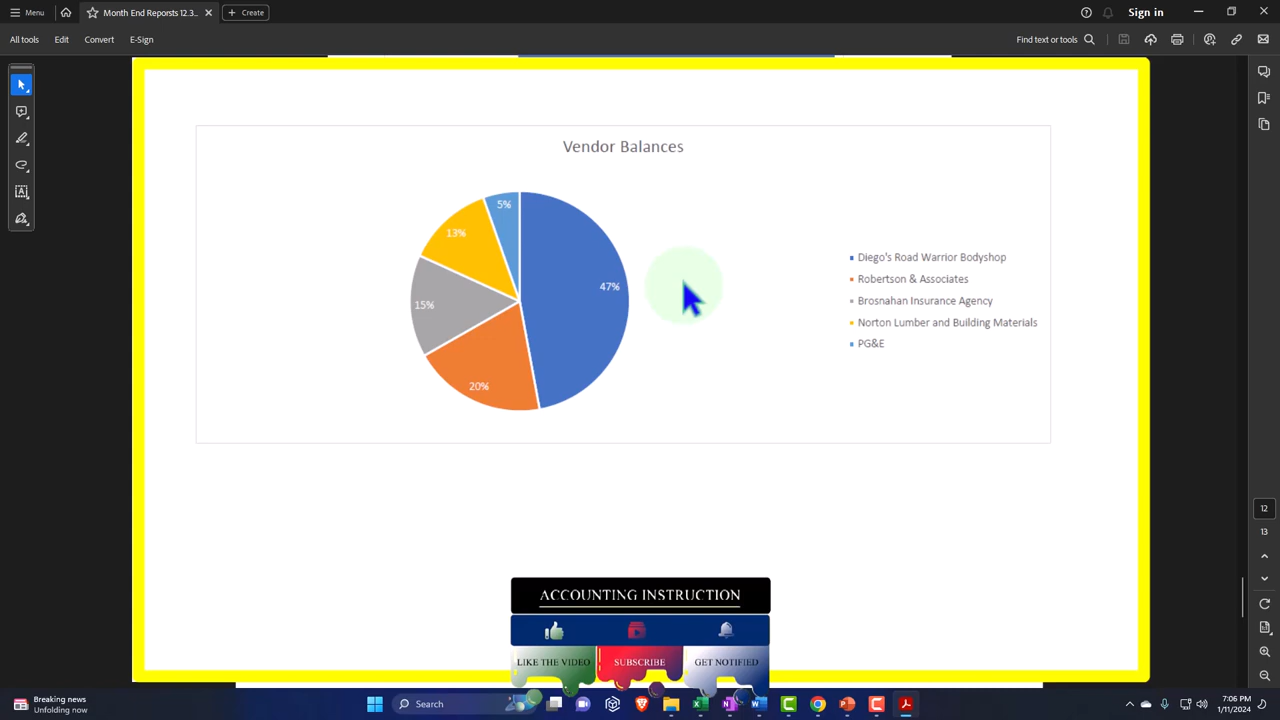 Menu
Month End Reposrts 12.3...
Create
Sign in
All tools
Edit
Convert
E-Sign
Find text or tools
Vendor Balances
5%
13%
47%
15%
20%
Diego's Road Warrior Bodyshop
Robertson & Associates
Brosnahan Insurance Agency
Norton Lumber and Building Materials
PG&E
12
13
ACCOUNTING INSTRUCTION
LIKE THE VIDEO
SUBSCRIBE
GET NOTIFIED
Breaking news
Unfolding now
Search
7:06 PM
1/11/2024